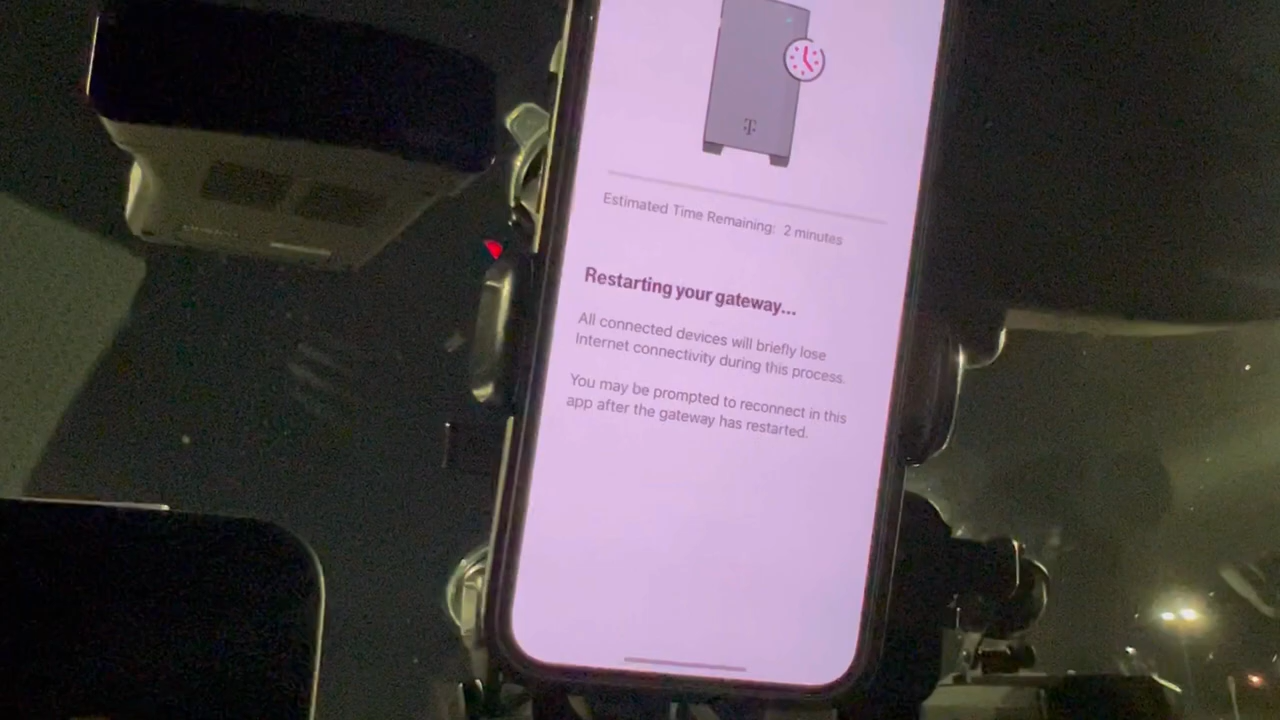 T
Estimated Time Remaining: 2 minutes
Restarting your gateway...
All connected devices will briefly lose
Internet connectivity during this process.
You may be prompted to reconnect in this
app after the gateway has restarted.